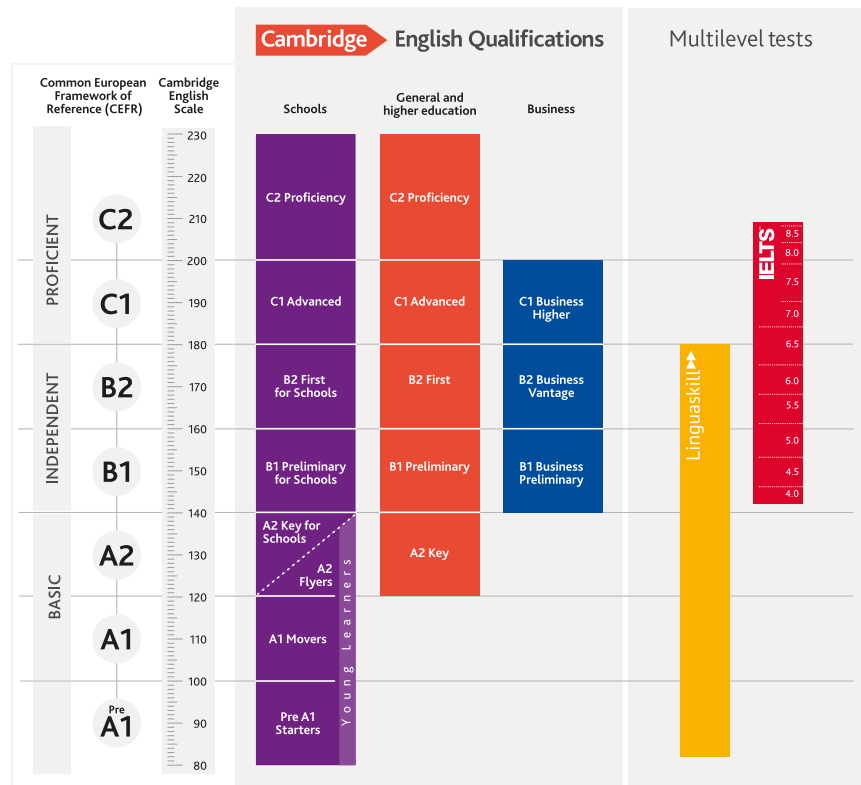 Cambridge English Qualifications
Multilevel tests
Common European
Framework of
Reference (CEFR)
Cambridge
English
Scale
Schools
General and
higher education
Business
PROFICIENT
INDEPENDENT
BASIC
C2
C1
B2
B1
A2
A1
Pre
A1
230
220
210
200
190
180
170
160
150
140
130
120
110
100
90
80
C2 Proficiency
C1 Advanced
B2 First
for Schools
B1 Preliminary
for Schools
A2 Key for
Schools
A2
Flyers
A1 Movers
Pre A1
Starters
Young Learners
C2 Proficiency
C1 Advanced
B2 First
B1 Preliminary
A2 Key
C1 Business
Higher
B2 Business
Vantage
B1 Business
Preliminary
Linguaskill
IELTS
8.5
8.0
7.5
7.0
6.5
6.0
5.5
5.0
4.5
4.0